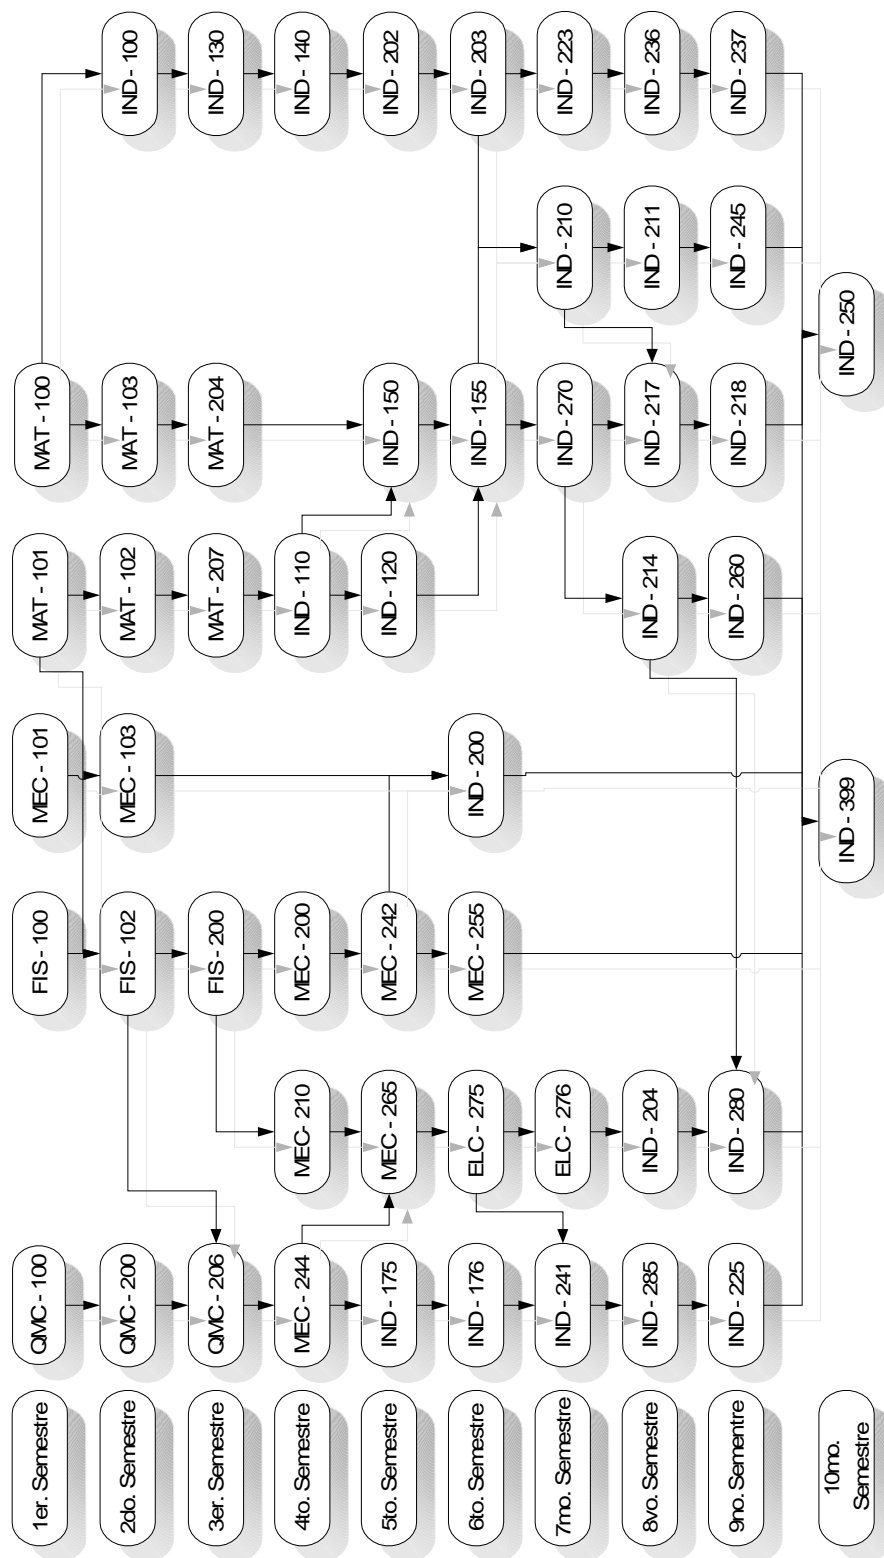 1er. Semestre
QMC - 100
FIS - 100
MEC - 101
MAT - 101
MAT - 100
2do. Semestre
QMC - 200
FIS - 102
MEC - 103
MAT - 102
MAT - 103
IND - 100
3er. Semestre
QMC - 206
FIS - 200
MAT - 207
MAT - 204
IND - 130
4to. Semestre
MEC - 244
MEC - 210
MEC - 200
IND - 110
IND - 140
5to. Semestre
IND - 175
MEC - 265
MEC - 242
IND - 120
IND - 150
IND - 202
6to. Semestre
IND - 176
ELC - 275
MEC - 255
IND - 200
IND - 155
IND - 203
7mo. Semestre
IND - 241
ELC - 276
IND - 270
IND - 210
IND - 223
8vo. Semestre
IND - 285
IND - 204
IND - 214
IND - 217
IND - 211
IND - 236
9no. Sementre
IND - 225
IND - 280
IND - 260
IND - 218
IND - 245
IND - 237
10mo.
Semestre
IND - 399
IND - 250